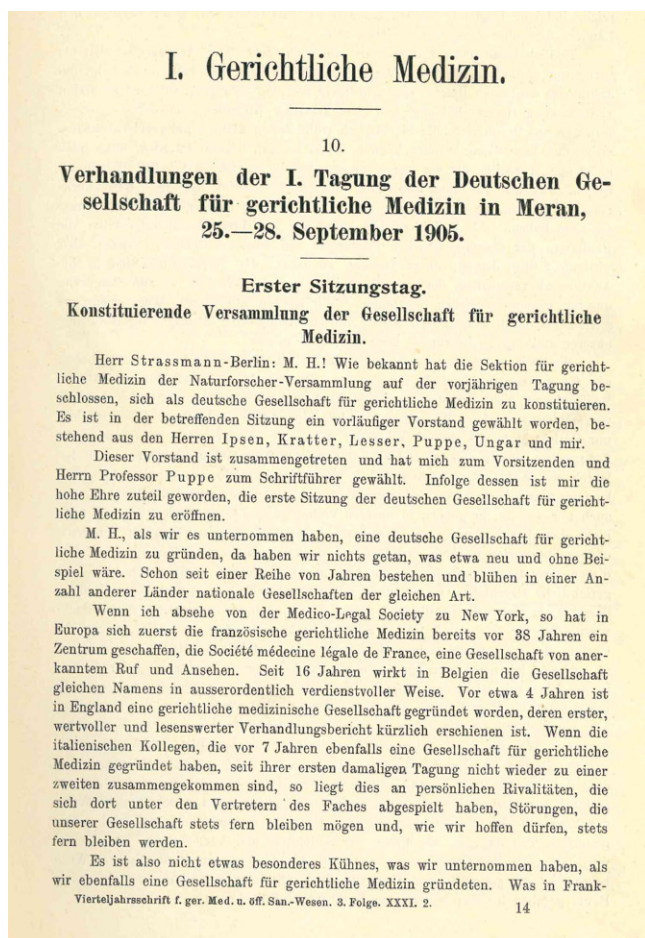 I. Gerichtliche Medizin.
10.
Verhandlungen der I. Tagung der Deutschen Ge-
sellschaft für gerichtliche Medizin in Meran,
25.—28. September 1905.
Erster Sitzungstag.
Konstituierende Versammlung der Gesellschaft für gerichtliche
Medizin.
Herr Strassmann-Berlin: M. H.! Wie bekannt hat die Sektion für gericht-
liche Medizin der Naturforscher-Versammlung auf der vorjährigen Tagung be-
schlossen, sich als deutsche Gesellschaft für gerichtliche Medizin zu konstituieren.
Es ist in der betreffenden Sitzung ein vorläufiger Vorstand gewählt worden, be-
stehend aus den Herren Ipsen, Kratter, Lesser, Puppe, Ungar und mir.
Dieser Vorstand ist zusammengetreten und hat mich zum Vorsitzenden und
Herrn Professor Puppe zum Schriftführer gewählt. Infolge dessen ist mir die
hohe Ehre zuteil geworden, die erste Sitzung der deutschen Gesellschaft für gericht-
liche Medizin zu eröffnen.
M. H., als wir es unternommen haben, eine deutsche Gesellschaft für gericht-
liche Medizin zu gründen, da haben wir nichts getan, was etwa neu und ohne Bei-
spiel wäre. Schon seit einer Reihe von Jahren bestehen und blühen in einer An-
zahl anderer Länder nationale Gesellschaften der gleichen Art.
Wenn ich absehe von der Medico-Legal Society zu New York, so hat in
Europa sich zuerst die französische gerichtliche Medizin bereits vor 38 Jahren ein
Zentrum geschaffen, die Société médecine légale de France, eine Gesellschaft von aner-
kanntem Ruf und Ansehen. Seit 16 Jahren wirkt in Belgien die Gesellschaft
gleichen Namens in ausserordentlich verdienstvoller Weise. Vor etwa 4 Jahren ist
in England eine gerichtliche medizinische Gesellschaft gegründet worden, deren erster,
wertvoller und lesenswerter Verhandlungsbericht kürzlich erschienen ist. Wenn die
italienischen Kollegen, die vor 7 Jahren ebenfalls eine Gesellschaft für gerichtliche
Medizin gegründet haben, seit ihrer ersten damaligen Tagung nicht wieder zu einer
zweiten zusammengekommen sind, so liegt dies an persönlichen Rivalitäten, die
sich dort unter den Vertretern des Faches abgespielt haben, Störungen, die
unserer Gesellschaft stets fern bleiben mögen und, wie wir hoffen dürfen, stets
fern bleiben werden.
Es ist also nicht etwas besonderes Kühnes, was wir unternommen haben, als
wir ebenfalls eine Gesellschaft für gerichtliche Medizin gründeten. Was in Frank-
Vierteljahrsschrift f. ger. Med. u. öff. San.-Wesen. 3. Folge. XXXI. 2.
14